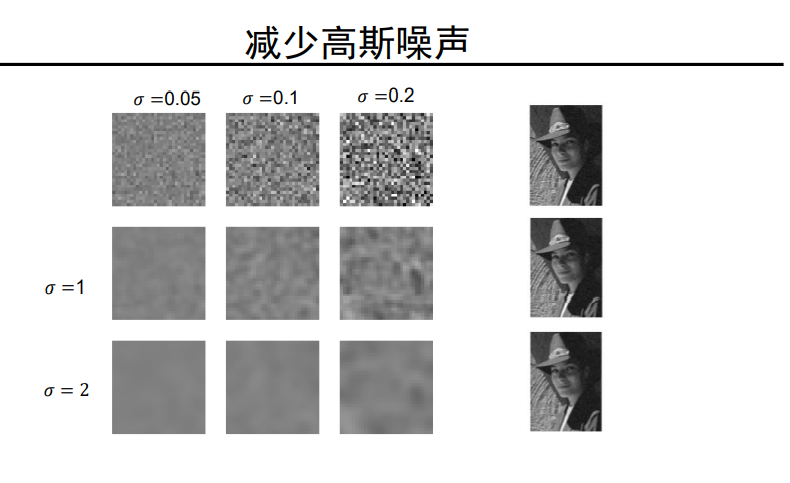 减少高斯噪声
σ =0.05
σ =0.1
σ =0.2
σ =1
σ = 2